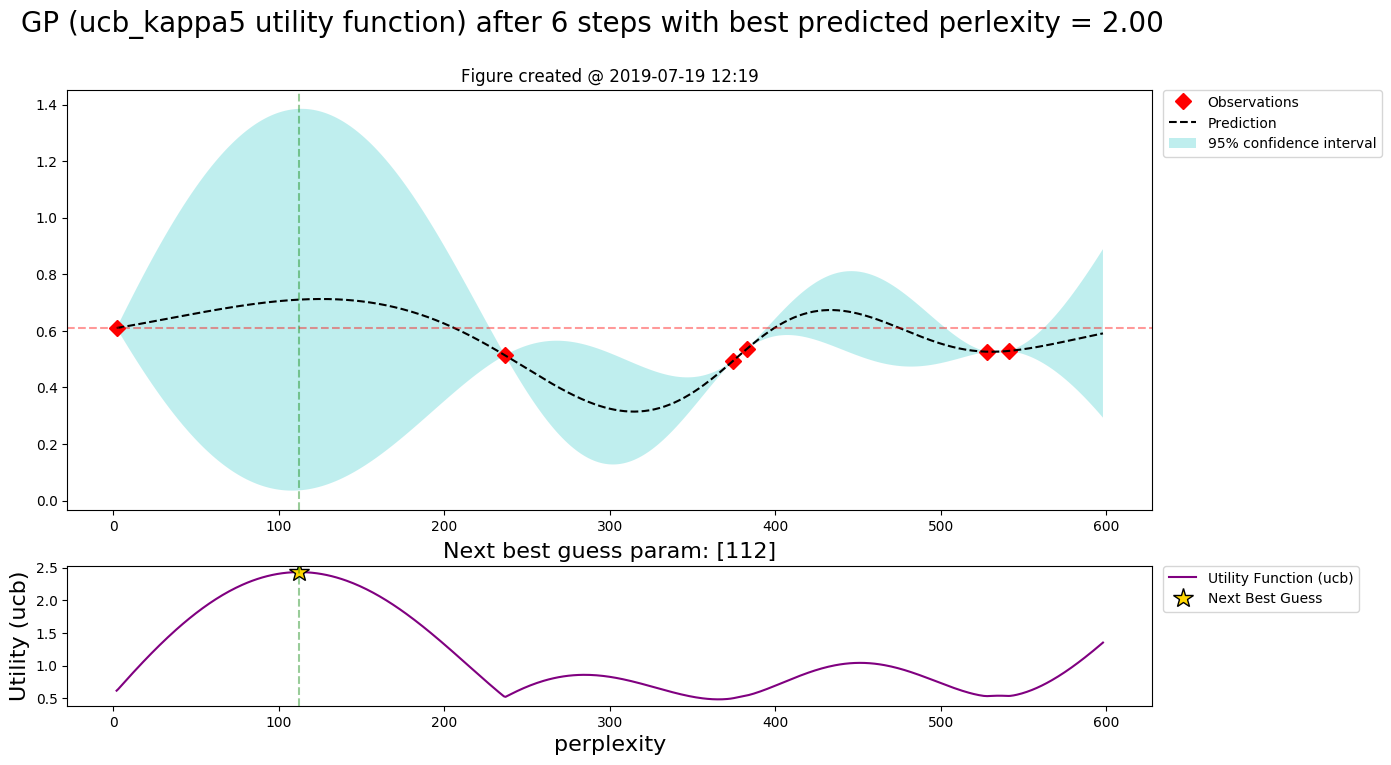 GP (ucb_kappa5 utility function) after 6 steps with best predicted perlexity = 2.00
Figure created @ 2019-07-19 12:19
1.4
1.2
1.0
0.8
0.6
0.4
0.2
0.0
0 100 200 300 400 500 600
Observations
Prediction
95% confidence interval
Next best guess param: [112]
Utility (ucb)
2.5
2.0
1.5
1.0
0.5
0 100 200 300 400 500 600
perplexity
Utility Function (ucb)
Next Best Guess